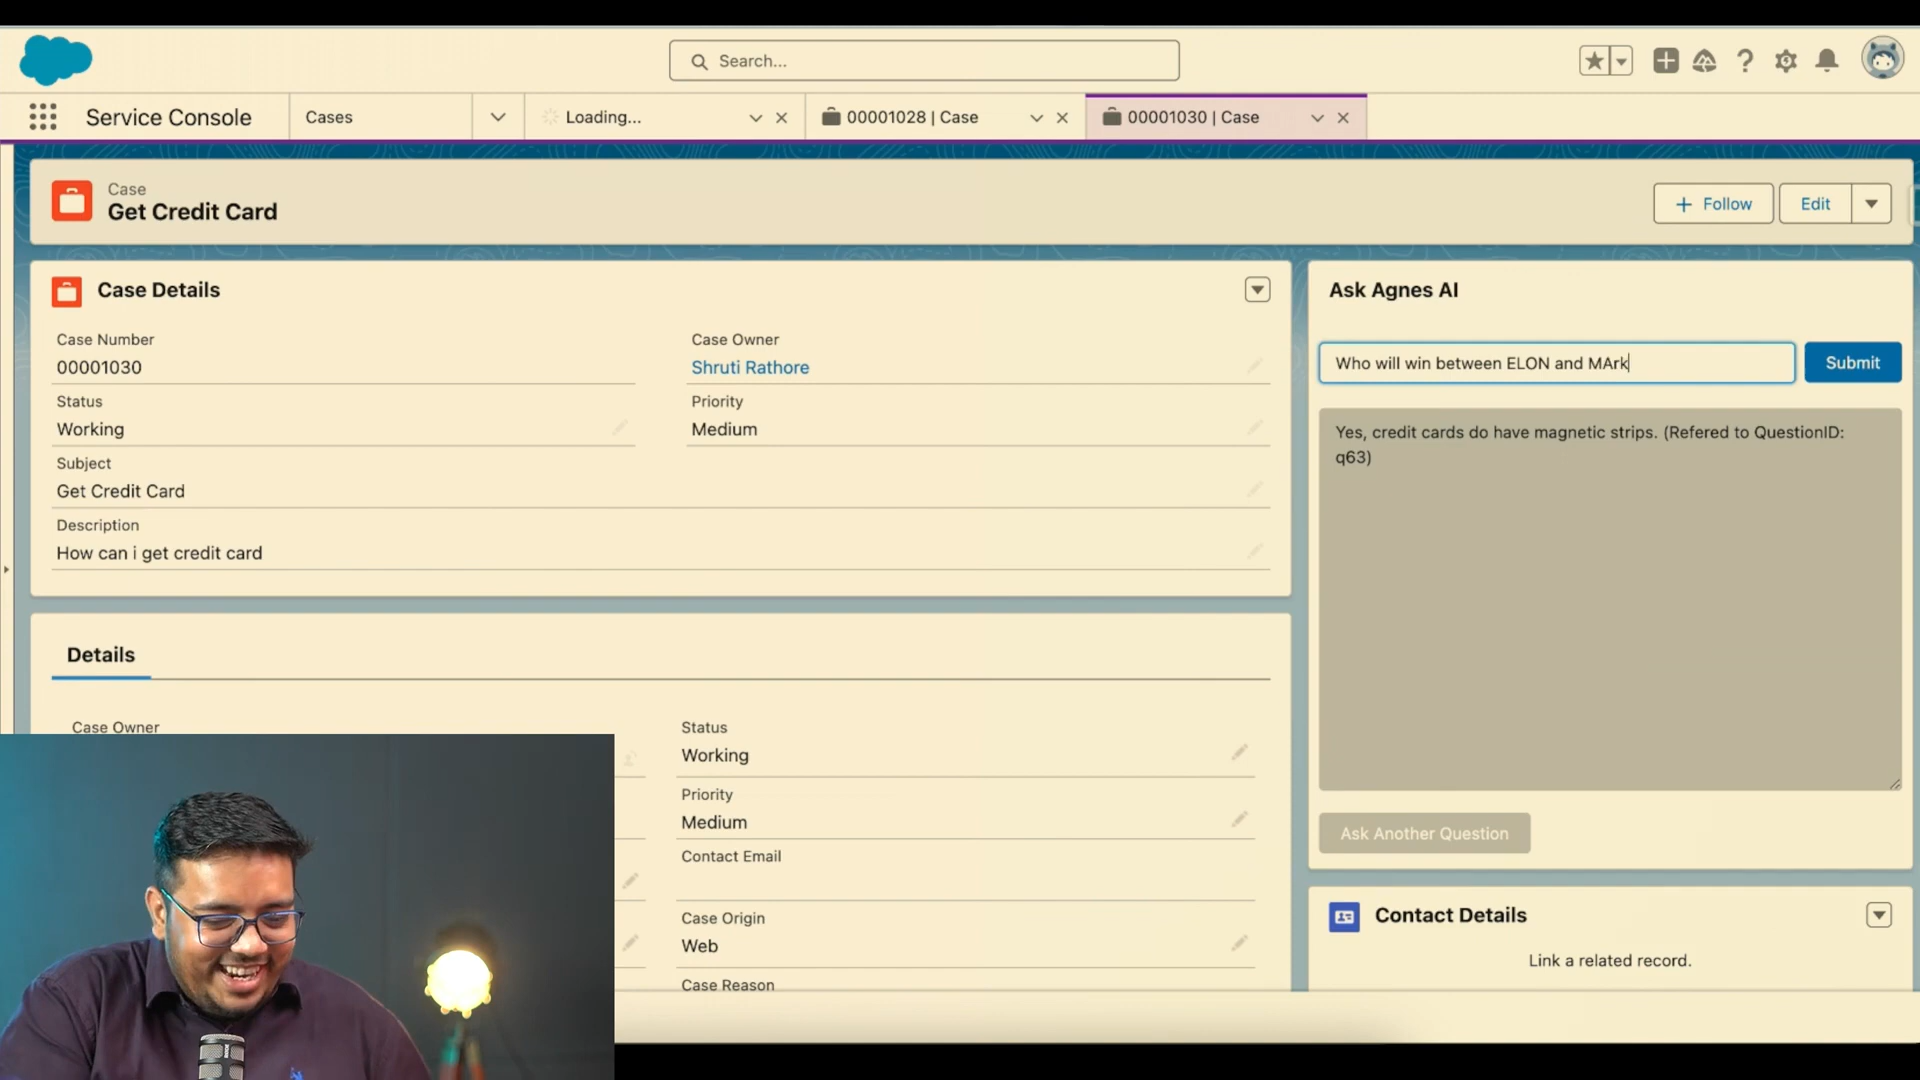 Search...
Service Console
Cases
Loading...
00001028 | Case
00001030 | Case
Case
Get Credit Card
+ Follow
Edit
Case Details
Case Number
00001030
Case Owner
Shruti Rathore
Status
Working
Priority
Medium
Subject
Get Credit Card
Description
How can i get credit card
Ask Agnes AI
Who will win between ELON and MArk
Submit
Yes, credit cards do have magnetic strips. (Refered to QuestionID:
q63)
Ask Another Question
Details
Case Owner
Status
Working
Priority
Medium
Contact Email
Case Origin
Web
Case Reason
Contact Details
Link a related record.